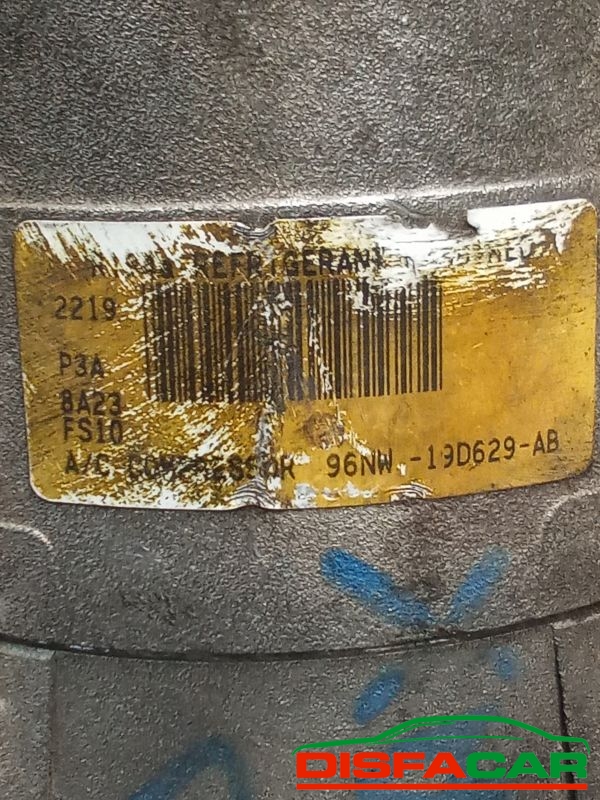 REFRIGERANT
2219
P3A
8A23
FS10
A/C COMPRESSOR 96NW -19D629-AB
DISFACAR